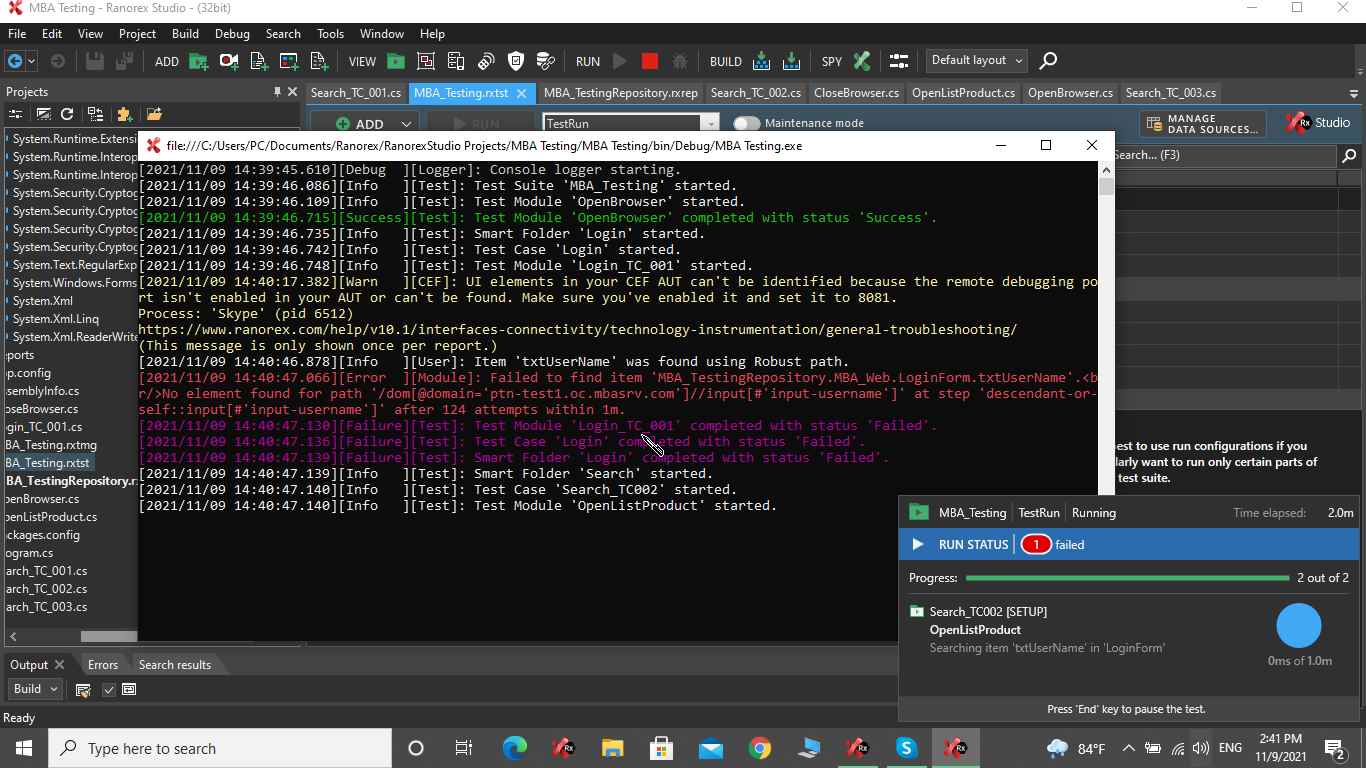 MBA Testing - Ranorex Studio - (32bit)
File Edit View Project Build Debug Search Tools Window Help
ADD VIEW RUN BUILD SPY Default layout
Projects
Search_TC_001.cs MBA_Testing.rxtst MBA_TestingRepository.rxrep Search_TC_002.cs CloseBrowser.cs OpenListProduct.cs OpenBrowser.cs Search_TC_003.cs
ADD RUN TestRun Maintenance mode MANAGE DATA SOURCES... Rx Studio
Search... (F3)
System.Runtime.Extensi
System.Runtime.Interop
System.Runtime.Interop
System.Security.Cryptog
System.Security.Cryptog
System.Security.Cryptog
System.Security.Cryptog
System.Text.RegularExp
System.Windows.Forms
System.Xml
System.Xml.Linq
System.Xml.ReaderWrite
eports
pp.config
ssemblyInfo.cs
oseBrowser.cs
gin_TC_001.cs
BA_Testing.rxtmg
BA_Testing.rxtst
BA_TestingRepository.r
penBrowser.cs
penListProduct.cs
ckages.config
ogram.cs
arch_TC_001.cs
arch_TC_002.cs
arch_TC_003.cs
file:///C:/Users/PC/Documents/Ranorex/RanorexStudio Projects/MBA Testing/MBA Testing/bin/Debug/MBA Testing.exe
[2021/11/09 14:39:45.610][Debug ][Logger]: Console logger starting.
[2021/11/09 14:39:46.086][Info ][Test]: Test Suite 'MBA_Testing' started.
[2021/11/09 14:39:46.109][Info ][Test]: Test Module 'OpenBrowser' started.
[2021/11/09 14:39:46.715][Success][Test]: Test Module 'OpenBrowser' completed with status 'Success'.
[2021/11/09 14:39:46.735][Info ][Test]: Smart Folder 'Login' started.
[2021/11/09 14:39:46.742][Info ][Test]: Test Case 'Login' started.
[2021/11/09 14:39:46.748][Info ][Test]: Test Module 'Login_TC_001' started.
[2021/11/09 14:40:17.382][Warn ][CEF]: UI elements in your CEF AUT can't be identified because the remote debugging po
rt isn't enabled in your AUT or can't be found. Make sure you've enabled it and set it to 8081.
Process: 'Skype' (pid 6512)
https://www.ranorex.com/help/v10.1/interfaces-connectivity/technology-instrumentation/general-troubleshooting/
(This message is only shown once per report.)
[2021/11/09 14:40:46.878][Info ][User]: Item 'txtUserName' was found using Robust path.
[2021/11/09 14:40:47.066][Error ][Module]: Failed to find item 'MBA_TestingRepository.MBA_Web.LoginForm.txtUserName'.<b
r/>No element found for path '/dom[@domain='ptn-test1.oc.mbasrv.com']//input[#'input-username']' at step 'descendant-or-
self::input[#'input-username']' after 124 attempts within 1m.
[2021/11/09 14:40:47.130][Failure][Test]: Test Module 'Login_TC_001' completed with status 'Failed'.
[2021/11/09 14:40:47.136][Failure][Test]: Test Case 'Login' completed with status 'Failed'.
[2021/11/09 14:40:47.139][Failure][Test]: Smart Folder 'Login' completed with status 'Failed'.
[2021/11/09 14:40:47.139][Info ][Test]: Smart Folder 'Search' started.
[2021/11/09 14:40:47.140][Info ][Test]: Test Case 'Search_TC002' started.
[2021/11/09 14:40:47.140][Info ][Test]: Test Module 'OpenListProduct' started.
est to use run configurations if you
larly want to run only certain parts of
test suite.
MBA_Testing TestRun Running Time elapsed: 2.0m
RUN STATUS 1 failed
Progress: 2 out of 2
Search_TC002 [SETUP]
OpenListProduct
Searching item 'txtUserName' in 'LoginForm'
0ms of 1.0m
Press 'End' key to pause the test.
Output Errors Search results
Build
Ready
Type here to search
84°F ENG 2:41 PM
11/9/2021
2